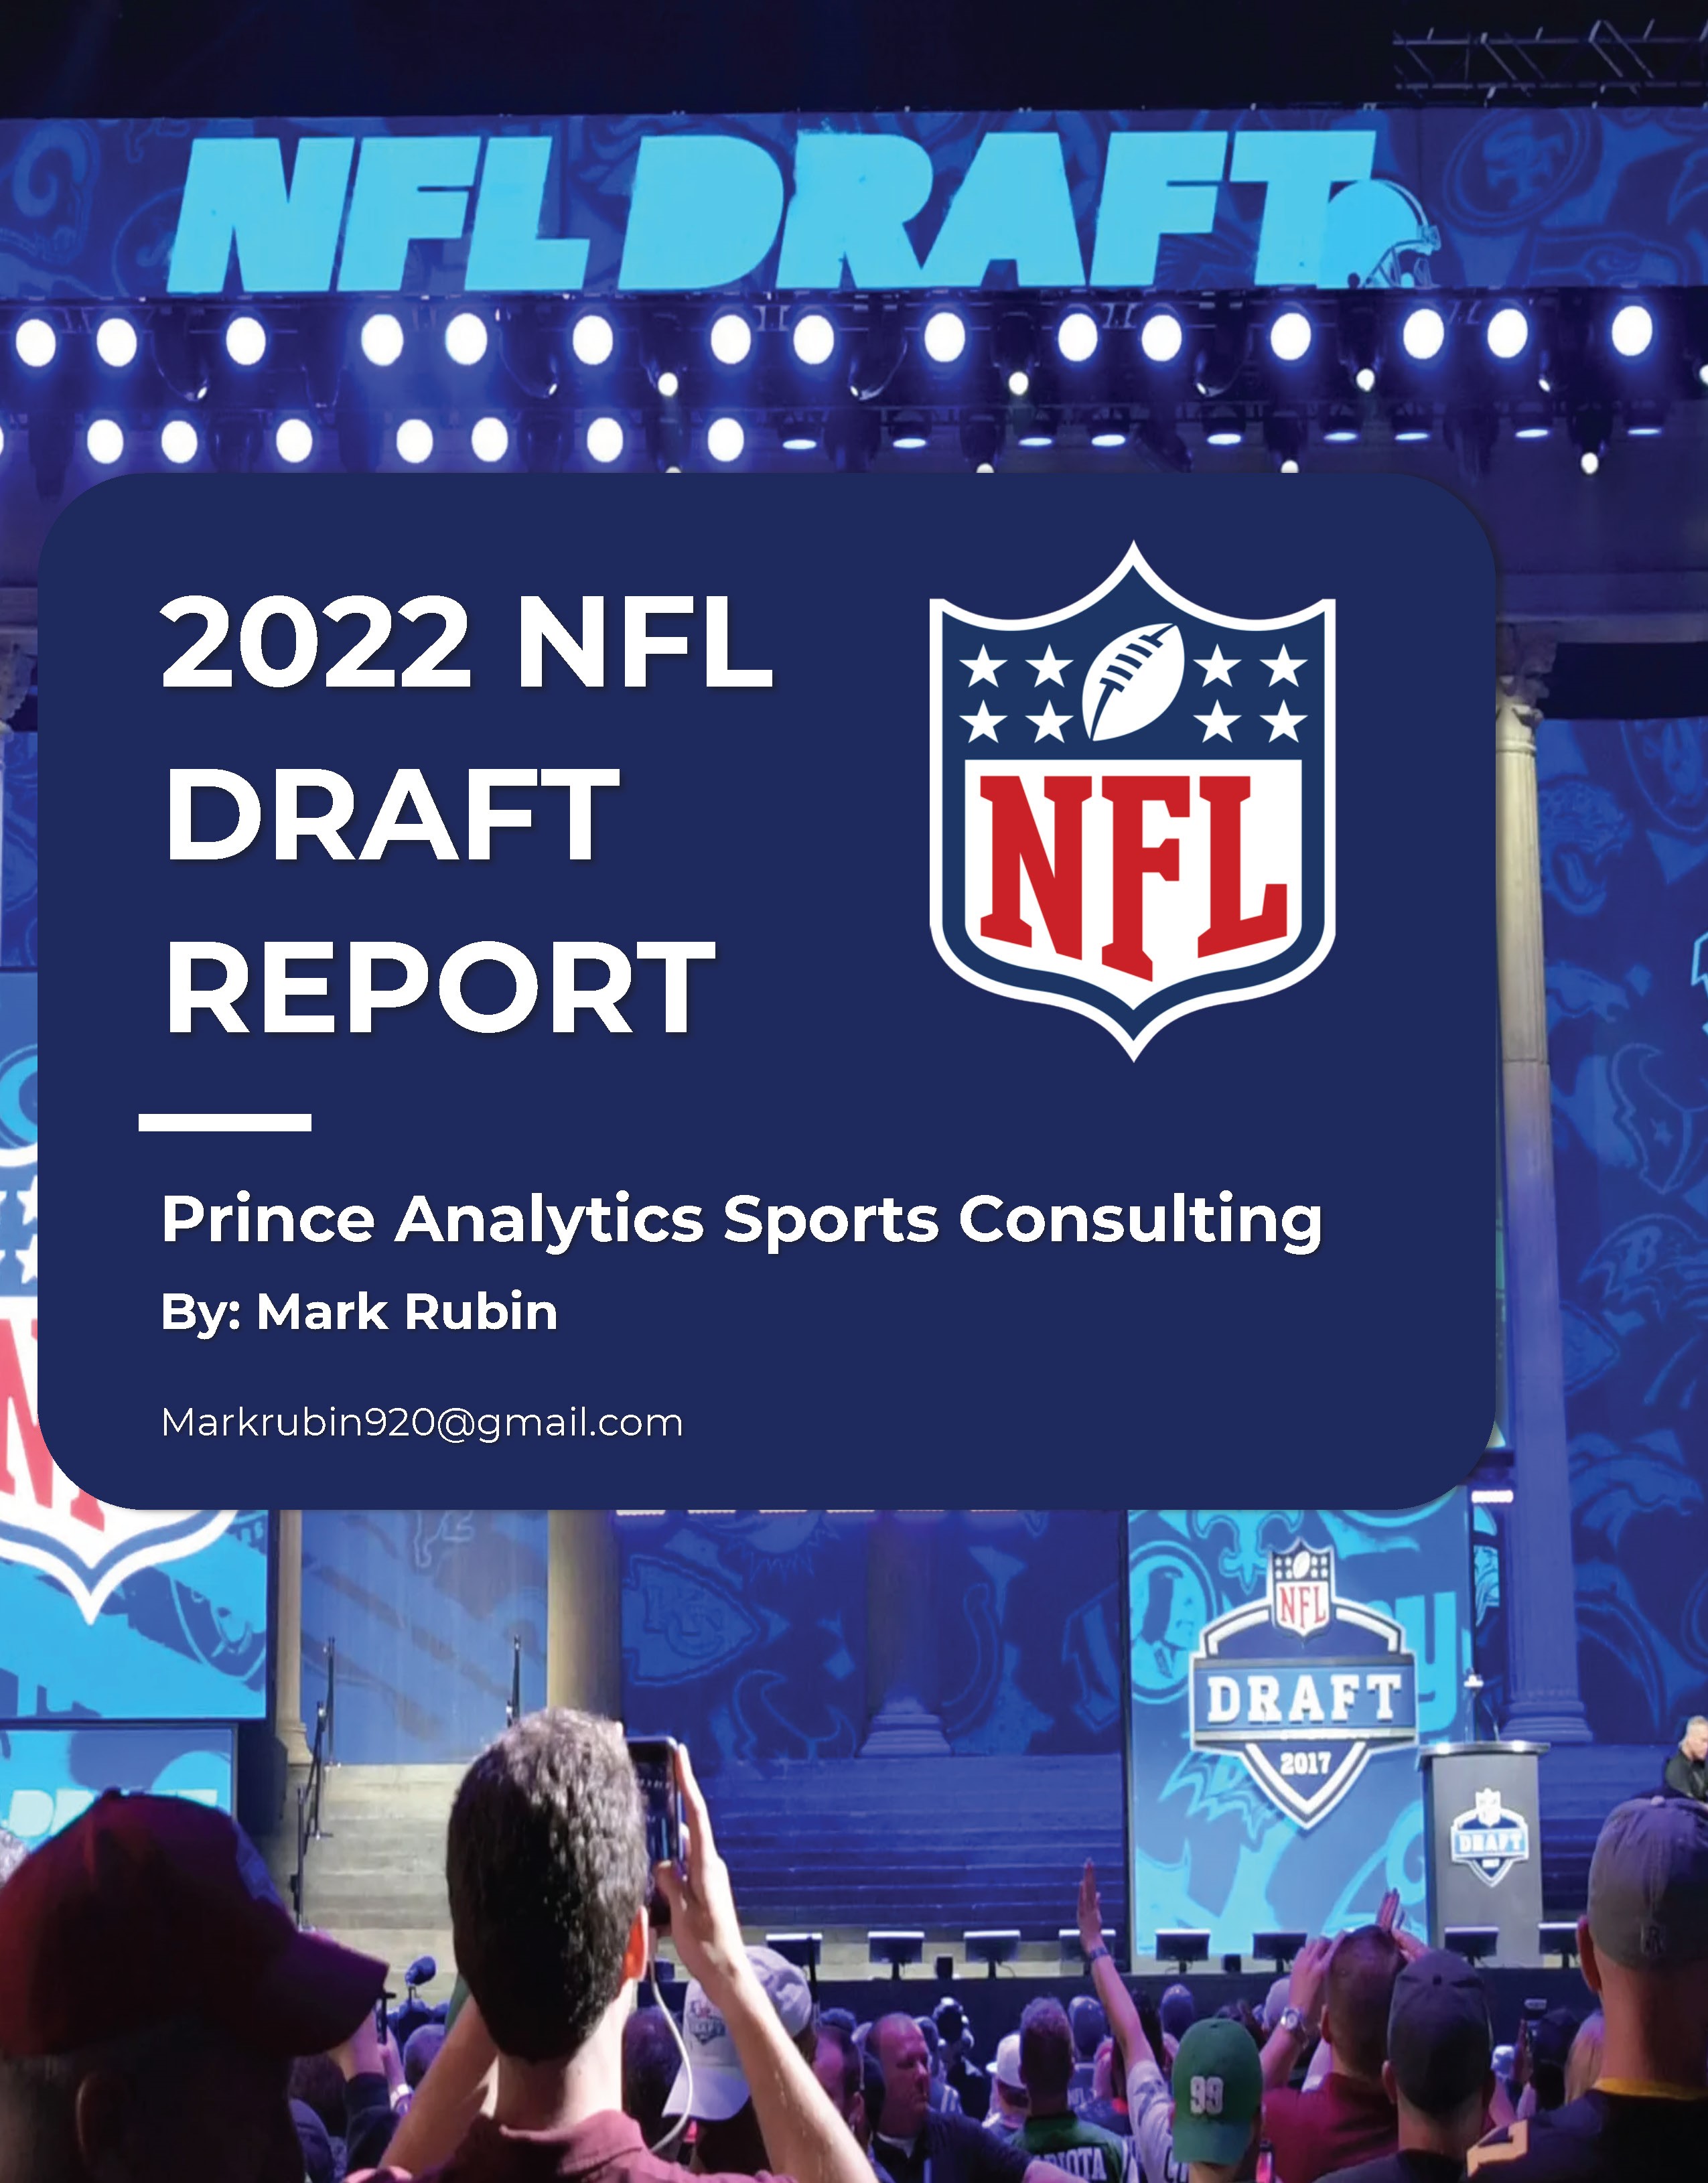 NFL DRAFT
2022 NFL
DRAFT
REPORT
NFL
Prince Analytics Sports Consulting
By: Mark Rubin
Markrubin920@gmail.com
NFL
DRAFT
2017
DRAFT
99